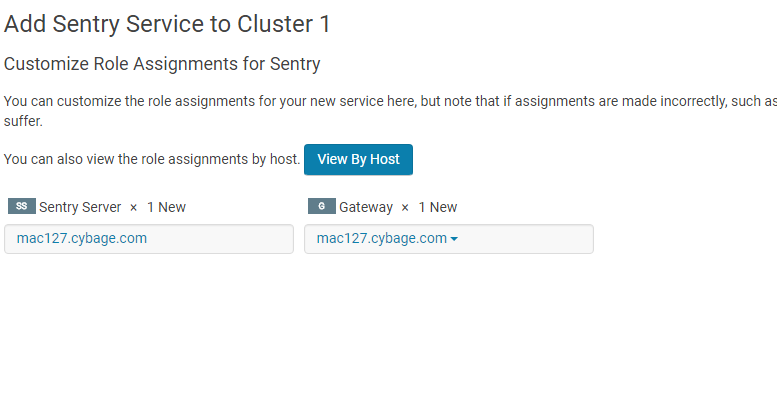 Add Sentry Service to Cluster 1
Customize Role Assignments for Sentry
You can customize the role assignments for your new service here, but note that if assignments are made incorrectly, such as
suffer.
You can also view the role assignments by host. View By Host
SS Sentry Server × 1 New G Gateway × 1 New
mac127.cybage.com mac127.cybage.com